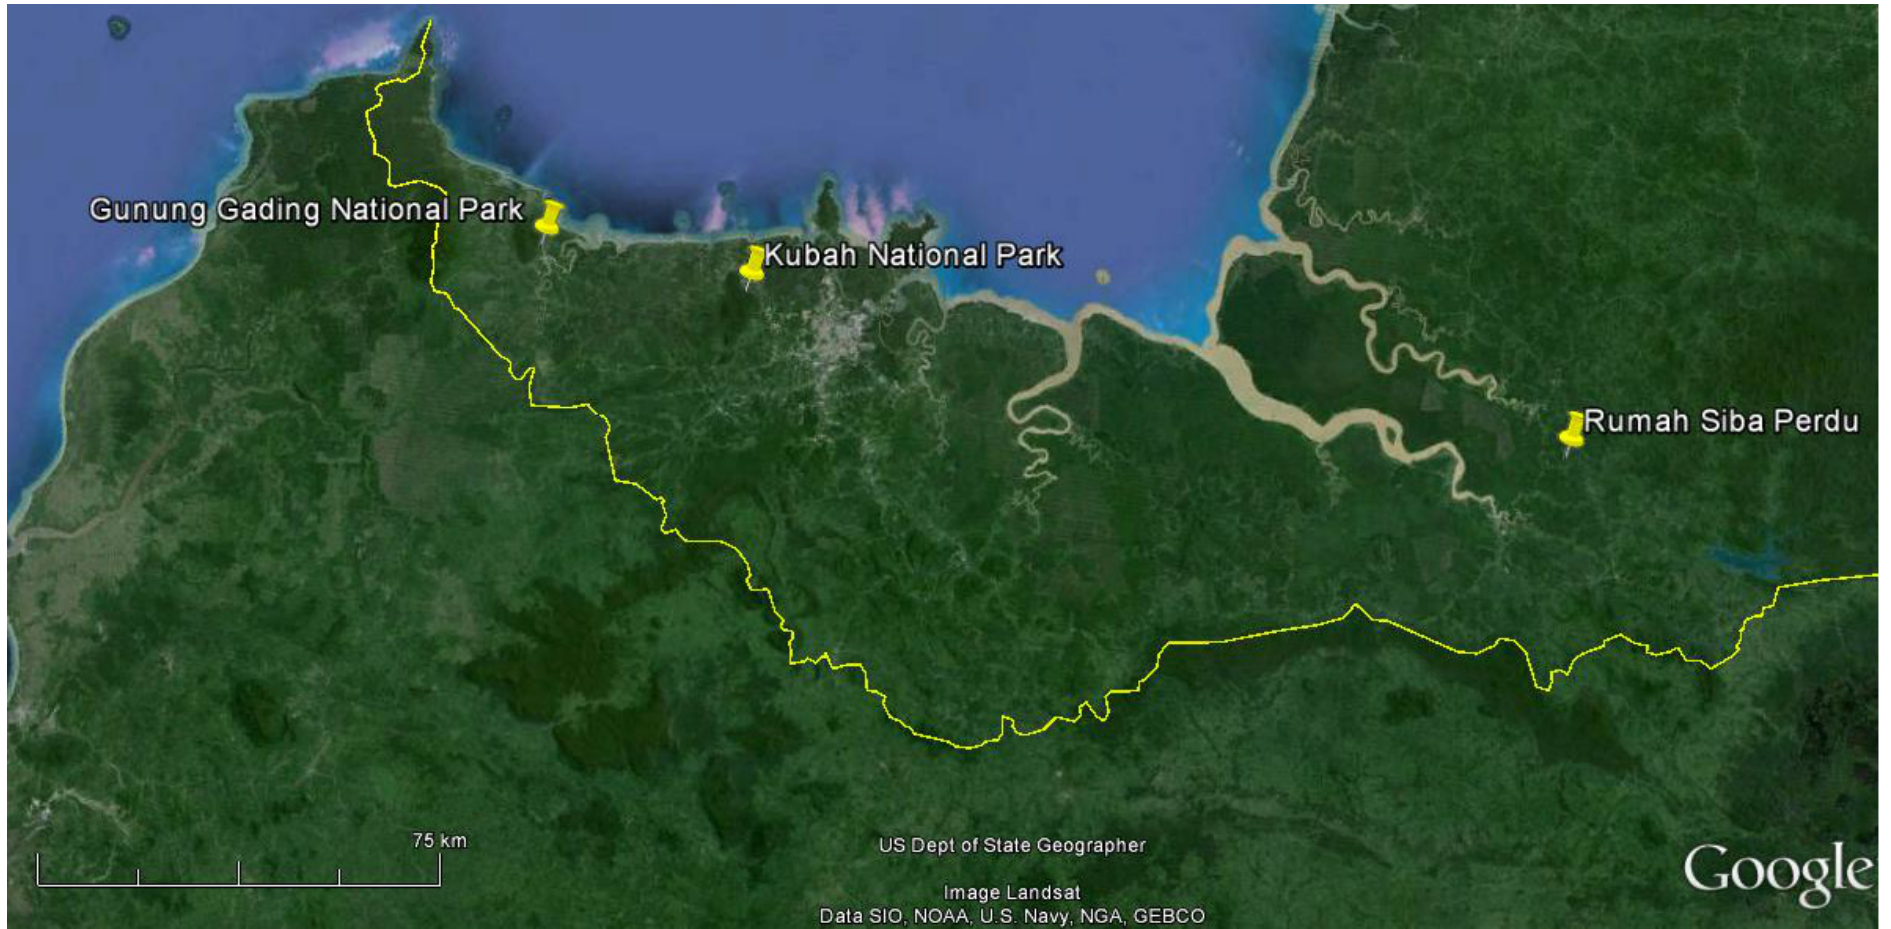 Gunung Gading National Park
Kubah National Park
Rumah Siba Perdu
75 km
US Dept of State Geographer
Image Landsat
Data SIO, NOAA, U.S. Navy, NGA, GEBCO
Google